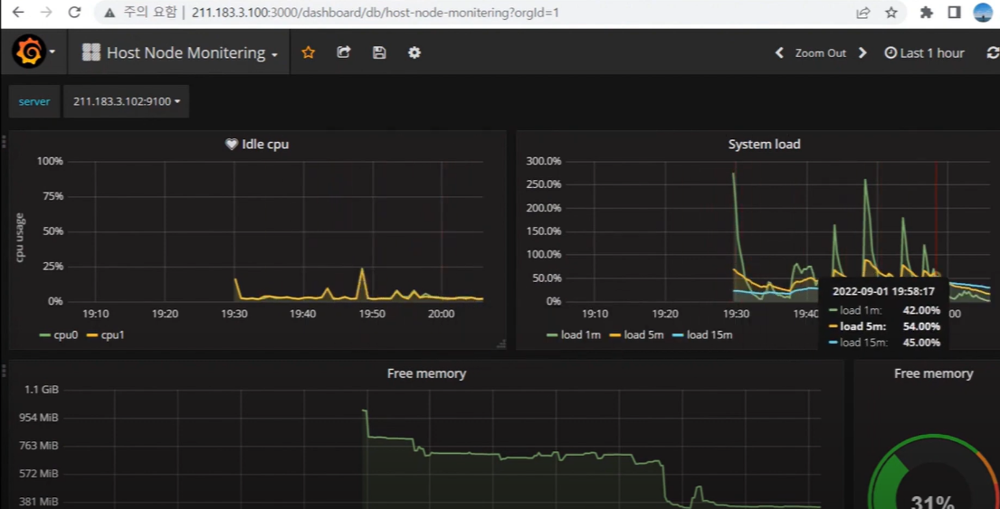 주의 요함 | 211.183.3.100:3000/dashboard/db/host-node-monitering?orgId=1
Host Node Monitering
Zoom Out
Last 1 hour
server
211.183.3.102:9100
Idle cpu
cpu usage
100%
75%
50%
25%
0%
19:10 19:20 19:30 19:40 19:50 20:00
cpu0 cpu1
System load
300.0%
250.0%
200.0%
150.0%
100.0%
50.0%
0%
19:10 19:20 19:30 19:40 :00
load 1m load 5m load 15m
2022-09-01 19:58:17
load 1m: 42.00%
load 5m: 54.00%
load 15m: 45.00%
Free memory
1.1 GiB
954 MiB
763 MiB
572 MiB
381 MiB
Free memory
31%